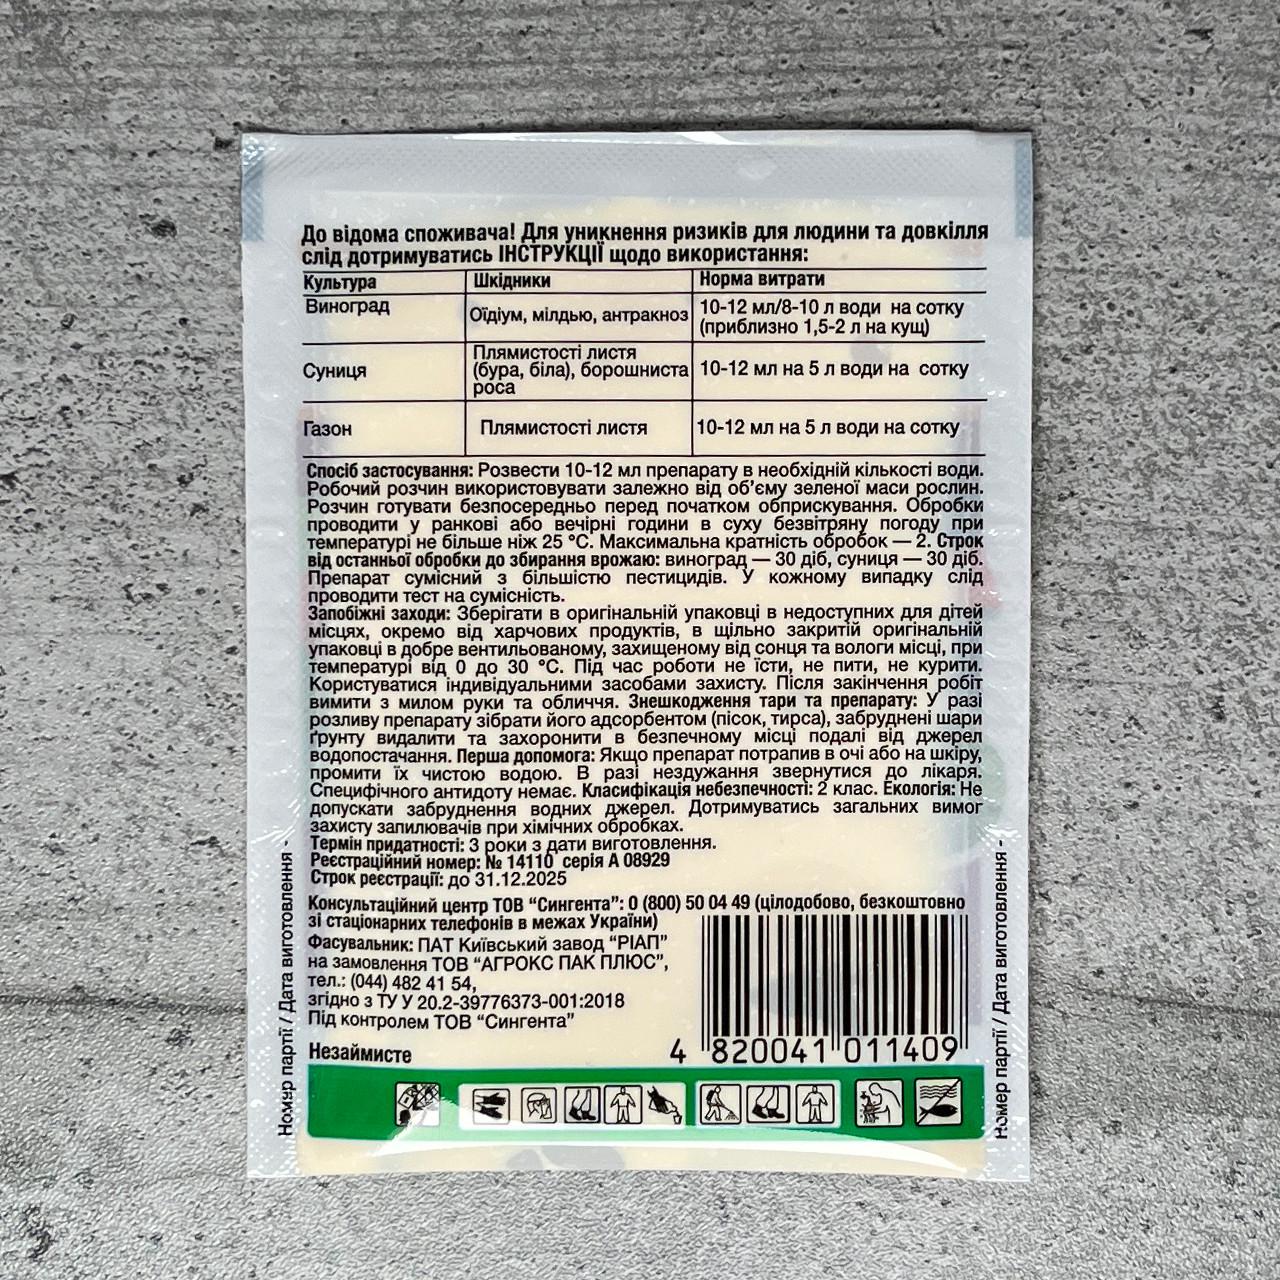 До відома споживача! Для уникнення ризиків для людини та довкілля
слід дотримуватись ІНСТРУКЦІЇ щодо використання:
Культура Шкідники Норма витрати
Виноград Оїдіум, мілдью, антракноз 10-12 мл/8-10 л води на сотку
(приблизно 1,5-2 л на кущ)
Суниця Плямистості листя
(бура, біла), борошниста
роса 10-12 мл на 5 л води на сотку
Газон Плямистості листя 10-12 мл на 5 л води на сотку
Спосіб застосування: Розвести 10-12 мл препарату в необхідній кількості води.
Робочий розчин використовувати залежно від об'єму зеленої маси рослин.
Розчин готувати безпосередньо перед початком обприскування. Обробки
проводити у ранкові або вечірні години в суху безвітряну погоду при
температурі не більше ніж 25 °С. Максимальна кратність обробок — 2. Строк
від останньої обробки до збирання врожаю: виноград — 30 діб, суниця — 30 діб.
Препарат сумісний з більшістю пестицидів. У кожному випадку слід
проводити тест на сумісність.
Запобіжні заходи: Зберігати в оригінальній упаковці в недоступних для дітей
місцях, окремо від харчових продуктів, в щільно закритій оригінальній
упаковці в добре вентильованому, захищеному від сонця та вологи місці, при
температурі від 0 до 30 °С. Під час роботи не їсти, не пити, не курити.
Користуватися індивідуальними засобами захисту. Після закінчення робіт
вимити з милом руки та обличчя. Знешкодження тари та препарату: У разі
розливу препарату зібрати його адсорбентом (пісок, тирса), забруднені шари
ґрунту видалити та захоронити в безпечному місці подалі від джерел
водопостачання. Перша допомога: Якщо препарат потрапив в очі або на шкіру,
промити їх чистою водою. В разі нездужання звернутися до лікаря.
Специфічного антидоту немає. Класифікація небезпечності: 2 клас. Екологія: Не
допускати забруднення водних джерел. Дотримуватись загальних вимог
захисту запилювачів при хімічних обробках.
Термін придатності: 3 роки з дати виготовлення.
Реєстраційний номер: № 14110 серія А 08929
Строк реєстрації: до 31.12.2025
Консультаційний центр ТОВ "Сингента": 0 (800) 50 04 49 (цілодобово, безкоштовно
зі стаціонарних телефонів в межах України)
Фасувальник: ПАТ Київський завод "РІАП"
на замовлення ТОВ "АГРОКС ПАК ПЛЮС",
тел.: (044) 482 41 54,
згідно з ТУ У 20.2-39776373-001:2018
Під контролем ТОВ "Сингента"
Незаймисте
4 820041 011409
Номер партії / Дата виготовлення -
Номер партії / Дата виготовлення -